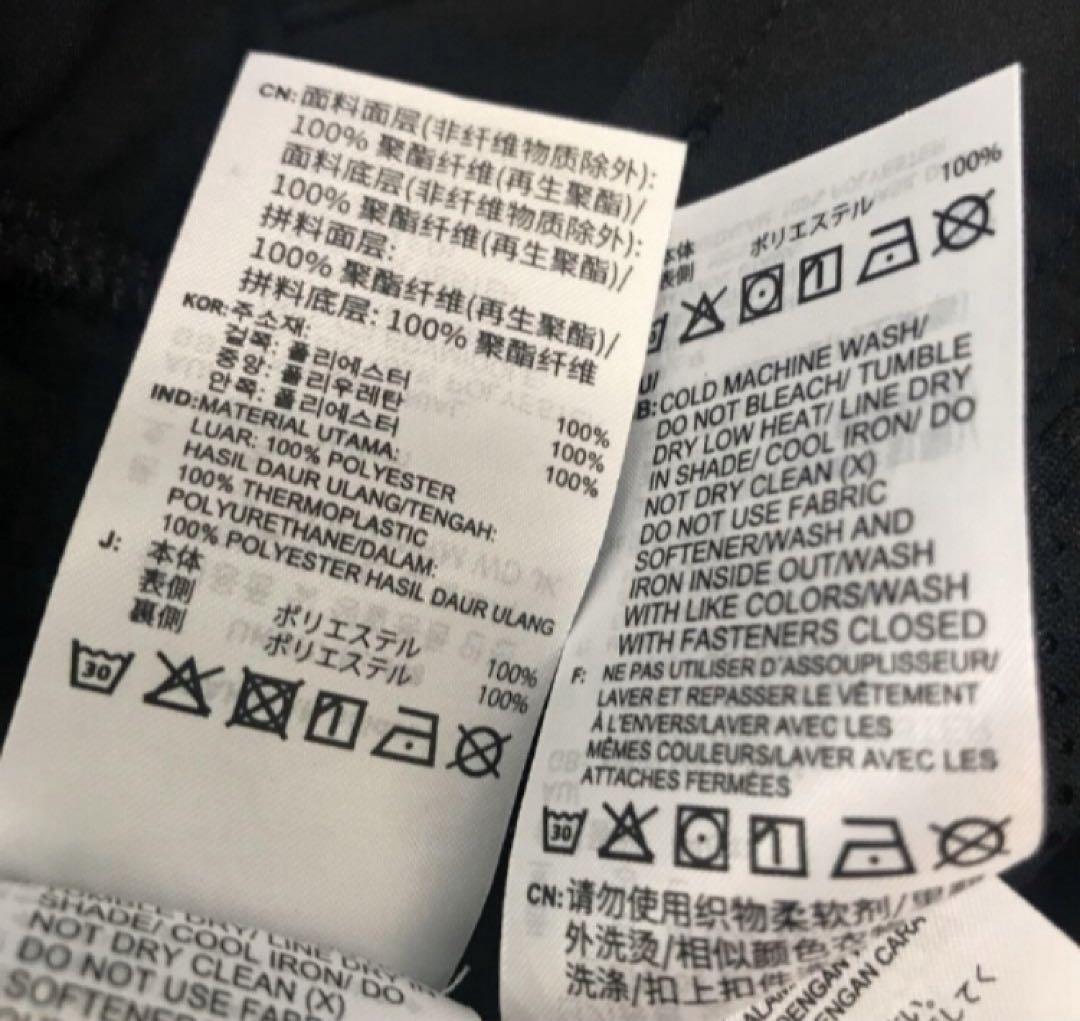 CN:面料面层(非纤维物质除外):
100% 聚酯纤维(再生聚酯)/
面料底层(非纤维物质除外):
100% 聚酯纤维(再生聚酯)/
拼料面层:
100% 聚酯纤维(再生聚酯)/
拼料底层: 100% 聚酯纤维
KOR:주소재:
겉쪽: 폴리에스터 100%
중앙: 폴리우레탄 100%
안쪽: 폴리에스터 100%
IND:MATERIAL UTAMA:
LUAR: 100% POLYESTER
HASIL DAUR ULANG/TENGAH:
100% THERMOPLASTIC
POLYURETHANE/DALAM:
100% POLYESTER HASIL DAUR ULANG
J: 本体
表側 ポリエステル 100%
裏側 ポリエステル 100%
30
SHADE/ COOL IRON/ DO
NOT DRY CLEAN (X)
DO NOT USE
SOFTENER
本体
表側 ポリエステル 100%
U/
B:COLD MACHINE WASH/
DO NOT BLEACH/ TUMBLE
DRY LOW HEAT/ LINE DRY
IN SHADE/ COOL IRON/ DO
NOT DRY CLEAN (X)
DO NOT USE FABRIC
SOFTENER/WASH AND
IRON INSIDE OUT/WASH
WITH LIKE COLORS/WASH
WITH FASTENERS CLOSED
F: NE PAS UTILISER D'ASSOUPLISSEUR/
LAVER ET REPASSER LE VÊTEMENT
À L'ENVERS/LAVER AVEC LES
MÊMES COULEURS/LAVER AVEC LES
ATTACHES FERMÉES
30
CN:请勿使用织物柔软剂/
外洗烫/相似颜色
洗涤/扣上扣件
DENGAN
ENGAN CARA